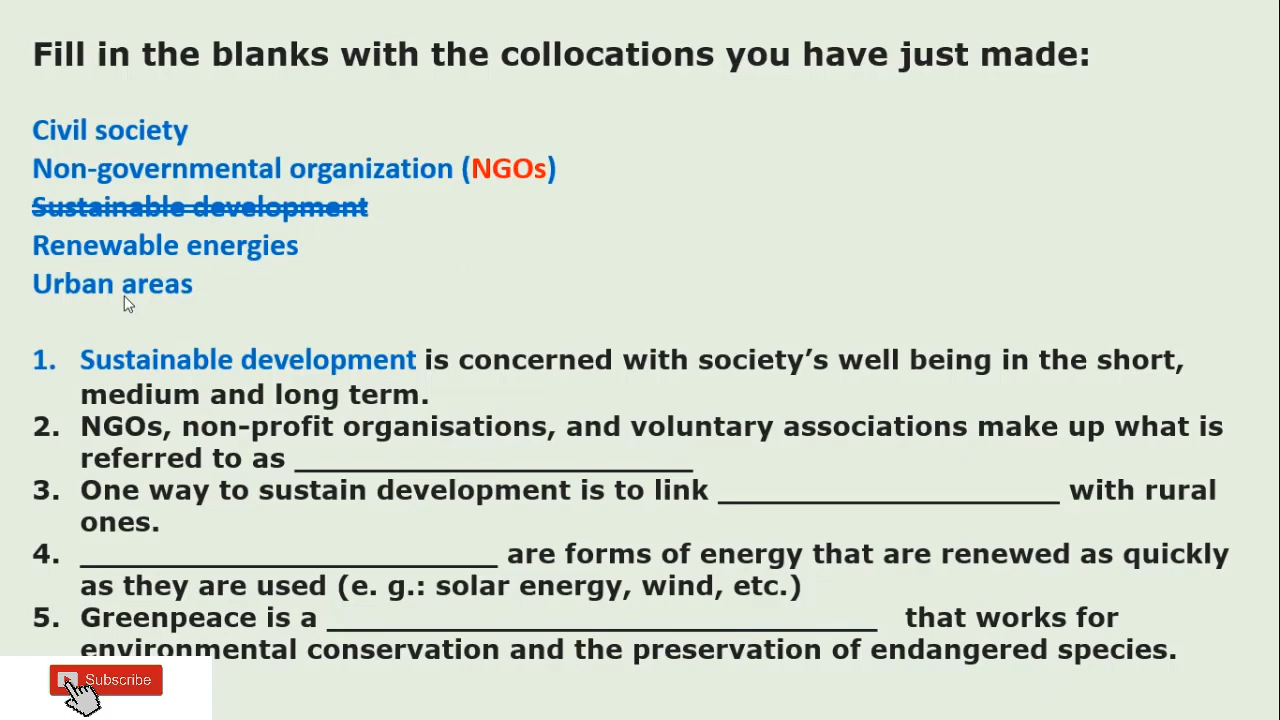 Fill in the blanks with the collocations you have just made:
Civil society
Non-governmental organization (NGOs)
Sustainable development
Renewable energies
Urban areas
1. Sustainable development is concerned with society’s well being in the short,
medium and long term.
2. NGOs, non-profit organisations, and voluntary associations make up what is
referred to as _________________________
3. One way to sustain development is to link _____________________ with rural
ones.
4. __________________________ are forms of energy that are renewed as quickly
as they are used (e. g.: solar energy, wind, etc.)
5. Greenpeace is a __________________________________ that works for
environmental conservation and the preservation of endangered species.
Subscribe